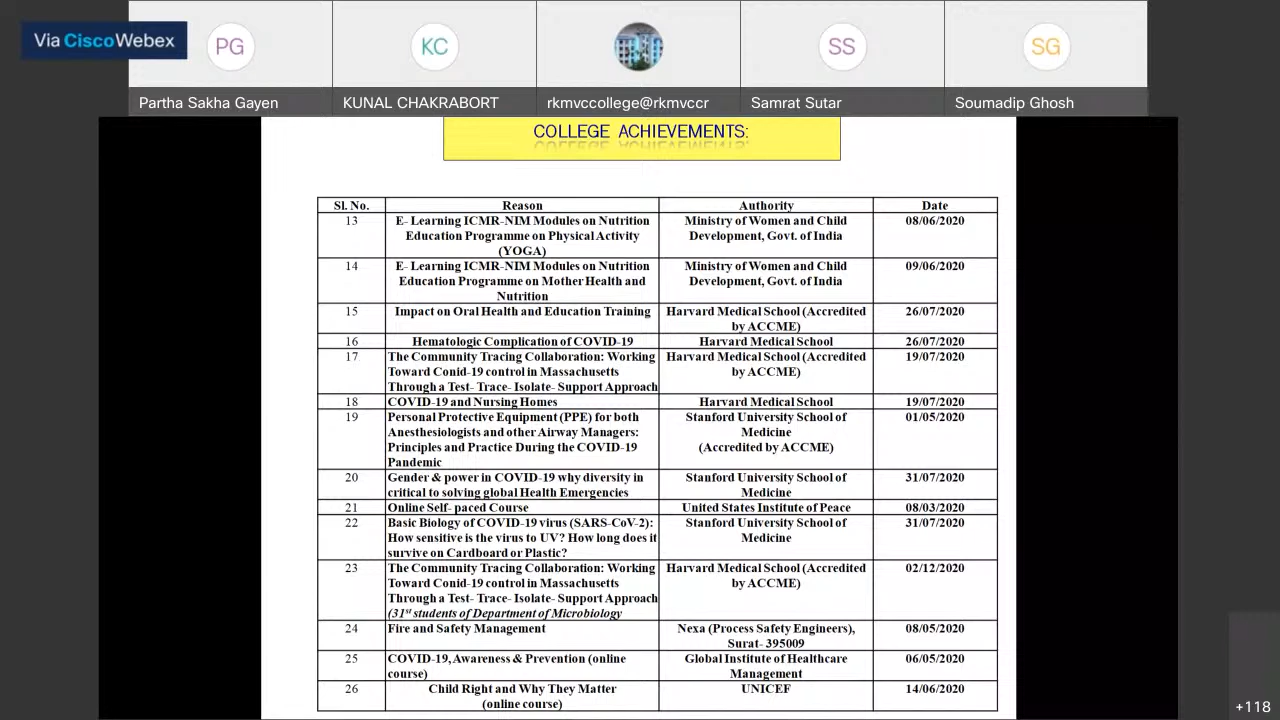 Via Cisco Webex
PG
KC
SS
SG
Partha Sakha Gayen
KUNAL CHAKRABORT
rkmvccollege@rkmvccr
Samrat Sutar
Soumadip Ghosh
COLLEGE ACHIEVEMENTS:
Sl. No. Reason Authority Date
13 E- Learning ICMR-NIM Modules on Nutrition Ministry of Women and Child 08/06/2020
Education Programme on Physical Activity Development, Govt. of India
(YOGA)
14 E- Learning ICMR-NIM Modules on Nutrition Ministry of Women and Child 09/06/2020
Education Programme on Mother Health and Development, Govt. of India
Nutrition
15 Impact on Oral Health and Education Training Harvard Medical School (Accredited 26/07/2020
by ACCME)
16 Hematologic Complication of COVID-19 Harvard Medical School 26/07/2020
17 The Community Tracing Collaboration: Working Harvard Medical School (Accredited 19/07/2020
Toward Conid-19 control in Massachusetts by ACCME)
Through a Test- Trace- Isolate- Support Approach
18 COVID-19 and Nursing Homes Harvard Medical School 19/07/2020
19 Personal Protective Equipment (PPE) for both Stanford University School of 01/05/2020
Anesthesiologists and other Airway Managers: Medicine
Principles and Practice During the COVID-19 (Accredited by ACCME)
Pandemic
20 Gender & power in COVID-19 why diversity in Stanford University School of 31/07/2020
critical to solving global Health Emergencies Medicine
21 Online Self- paced Course United States Institute of Peace 08/03/2020
22 Basic Biology of COVID-19 virus (SARS-CoV-2): Stanford University School of 31/07/2020
How sensitive is the virus to UV? How long does it Medicine
survive on Cardboard or Plastic?
23 The Community Tracing Collaboration: Working Harvard Medical School (Accredited 02/12/2020
Toward Conid-19 control in Massachusetts by ACCME)
Through a Test- Trace- Isolate- Support Approach
(31st students of Department of Microbiology
24 Fire and Safety Management Nexa (Process Safety Engineers), 08/05/2020
Surat- 395009
25 COVID-19, Awareness & Prevention (online Global Institute of Healthcare 06/05/2020
course) Management
26 Child Right and Why They Matter UNICEF 14/06/2020
(online course)
+118